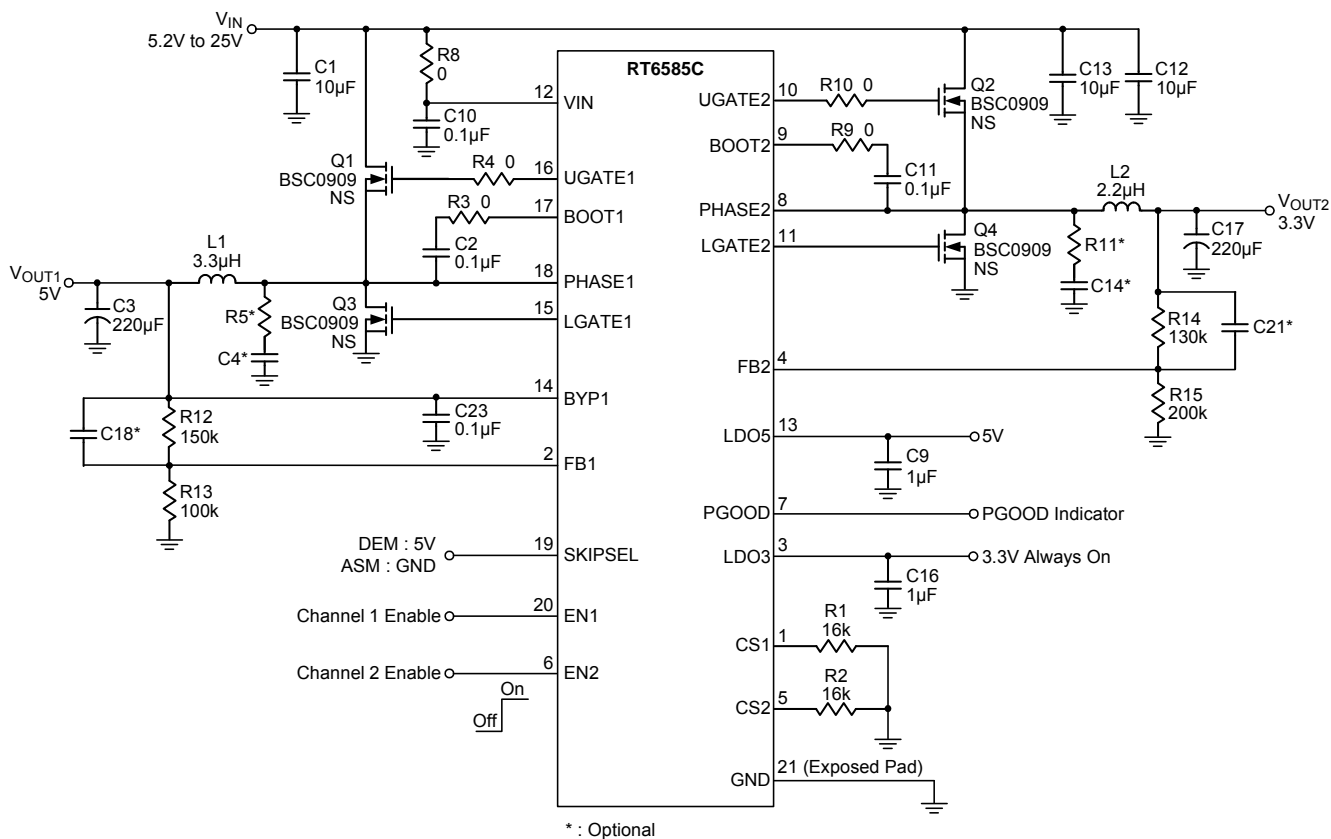 VIN
5.2V to 25V
C1
10µF
R8
0
C10
0.1µF
12
VIN
RT6585C
Q1
BSC0909
NS
R4 0
16
UGATE1
R3 0
17
BOOT1
C2
0.1µF
18
PHASE1
L1
3.3µH
VOUT1
5V
C3
220µF
R5*
C4*
Q3
BSC0909
NS
15
LGATE1
14
BYP1
C23
0.1µF
C18*
R12
150k
2
FB1
R13
100k
DEM : 5V
ASM : GND
19
SKIPSEL
Channel 1 Enable
20
EN1
Channel 2 Enable
6
EN2
On
Off
UGATE2
10
R10 0
Q2
BSC0909
NS
C13
10µF
C12
10µF
BOOT2
9
R9 0
C11
0.1µF
PHASE2
8
L2
2.2µH
VOUT2
3.3V
C17
220µF
LGATE2
11
Q4
BSC0909
NS
R11*
C14*
R14
130k
C21*
FB2
4
R15
200k
LDO5
13
5V
C9
1µF
PGOOD
7
PGOOD Indicator
LDO3
3
3.3V Always On
C16
1µF
CS1
1
R1
16k
CS2
5
R2
16k
GND
21 (Exposed Pad)
* : Optional